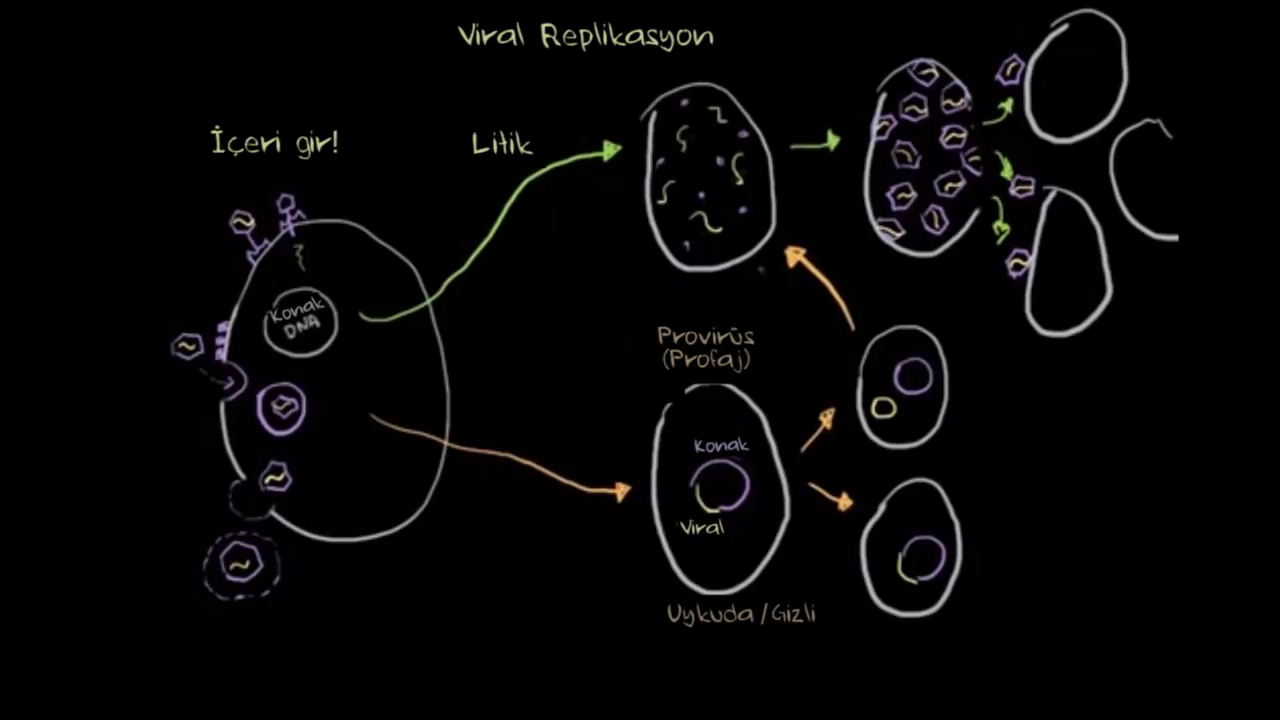 Viral Replikasyon
İçeri gir!
Litik
Konak
DNA
Provirüs
(Profaj)
Konak
Viral
Uykuda/Gizli